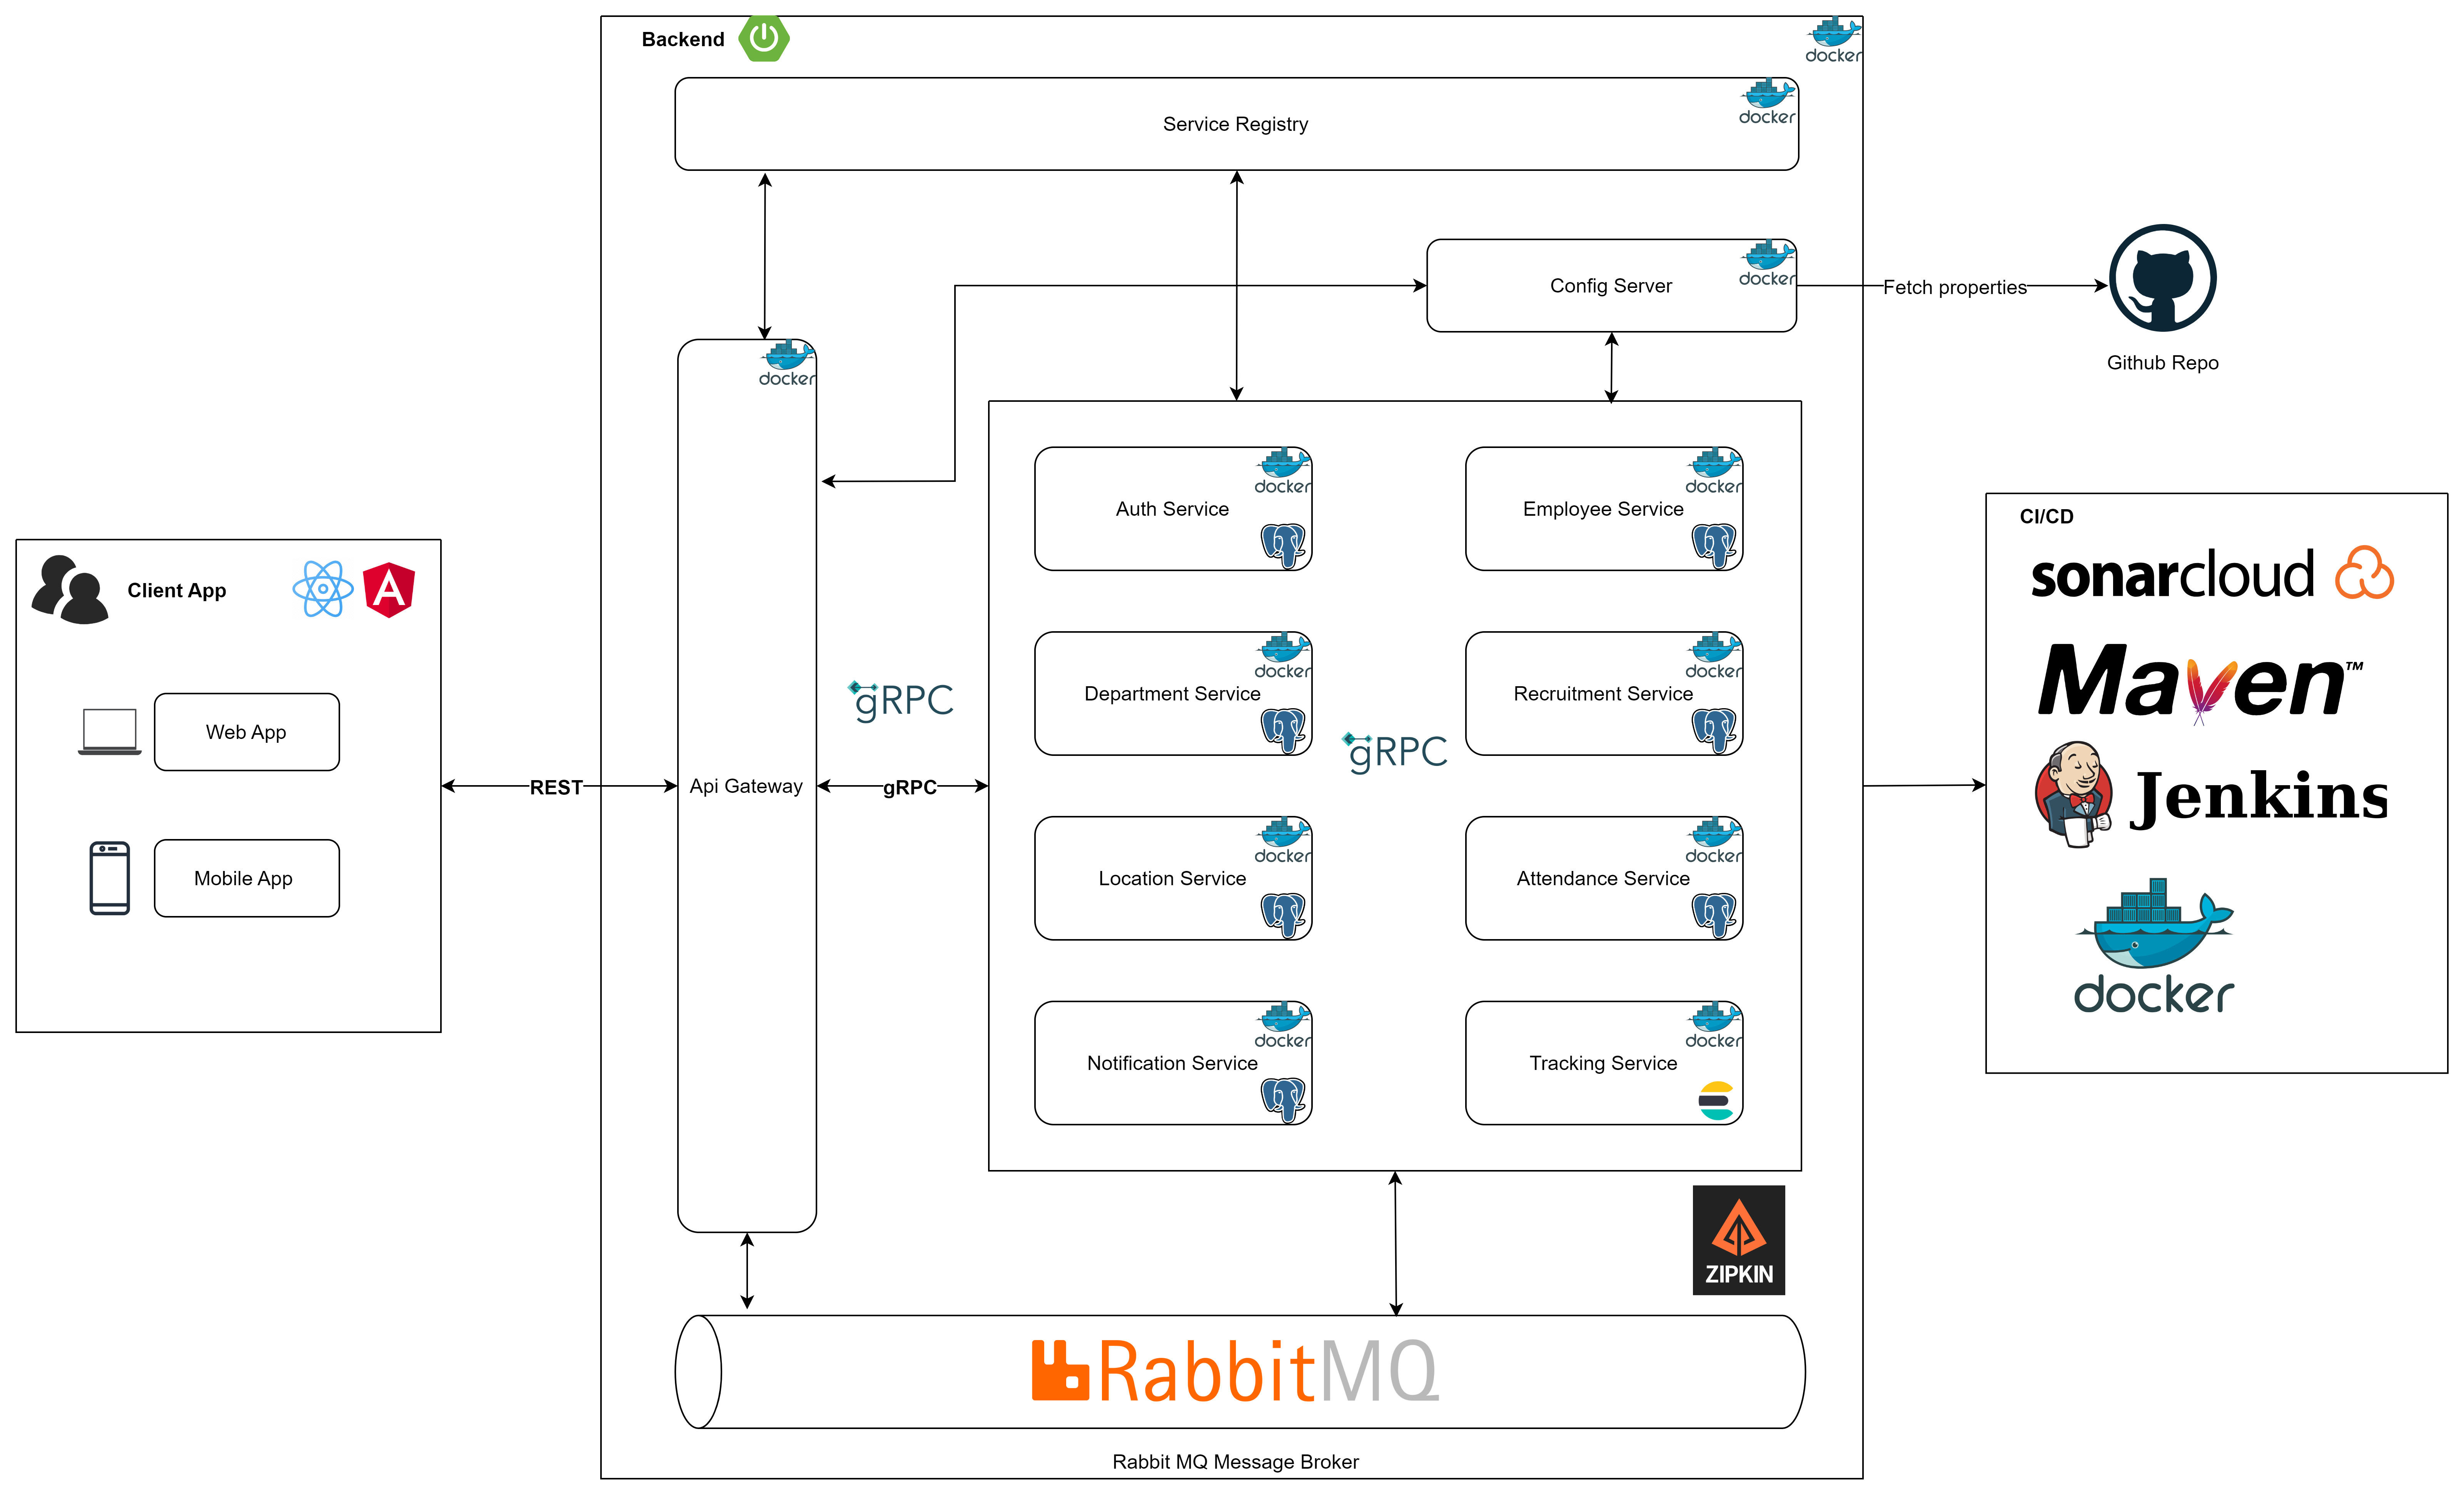 Backend
docker
docker
Service Registry
docker
Config Server
Fetch properties
Github Repo
docker
Client App
Web App
Mobile App
REST
Api Gateway
gRPC
gRPC
docker
Auth Service
docker
Employee Service
docker
Department Service
docker
Recruitment Service
gRPC
docker
Location Service
docker
Attendance Service
docker
Notification Service
docker
Tracking Service
ZIPKIN
RabbitMQ
Rabbit MQ Message Broker
CI/CD
sonarcloud
Maven™
Jenkins
docker